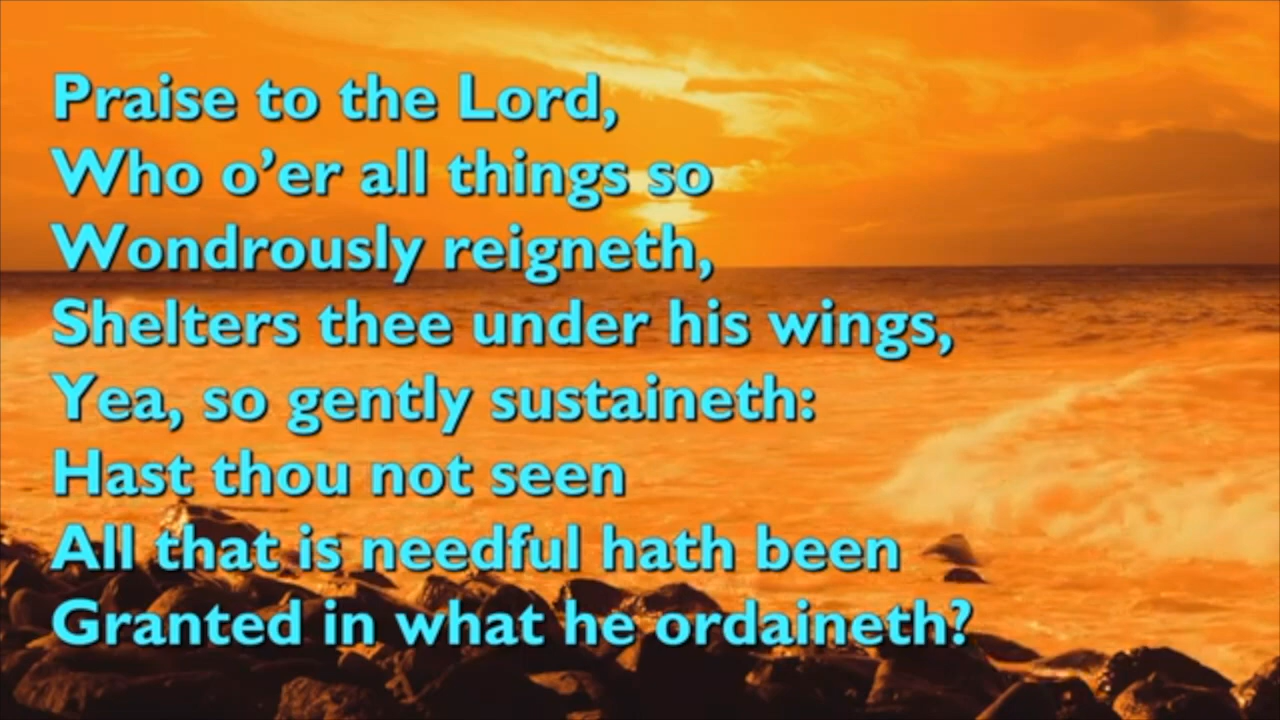 Praise to the Lord,
Who o’er all things so
Wondrously reigneth,
Shelters thee under his wings,
Yea, so gently sustaineth:
Hast thou not seen
All that is needful hath been
Granted in what he ordaineth?